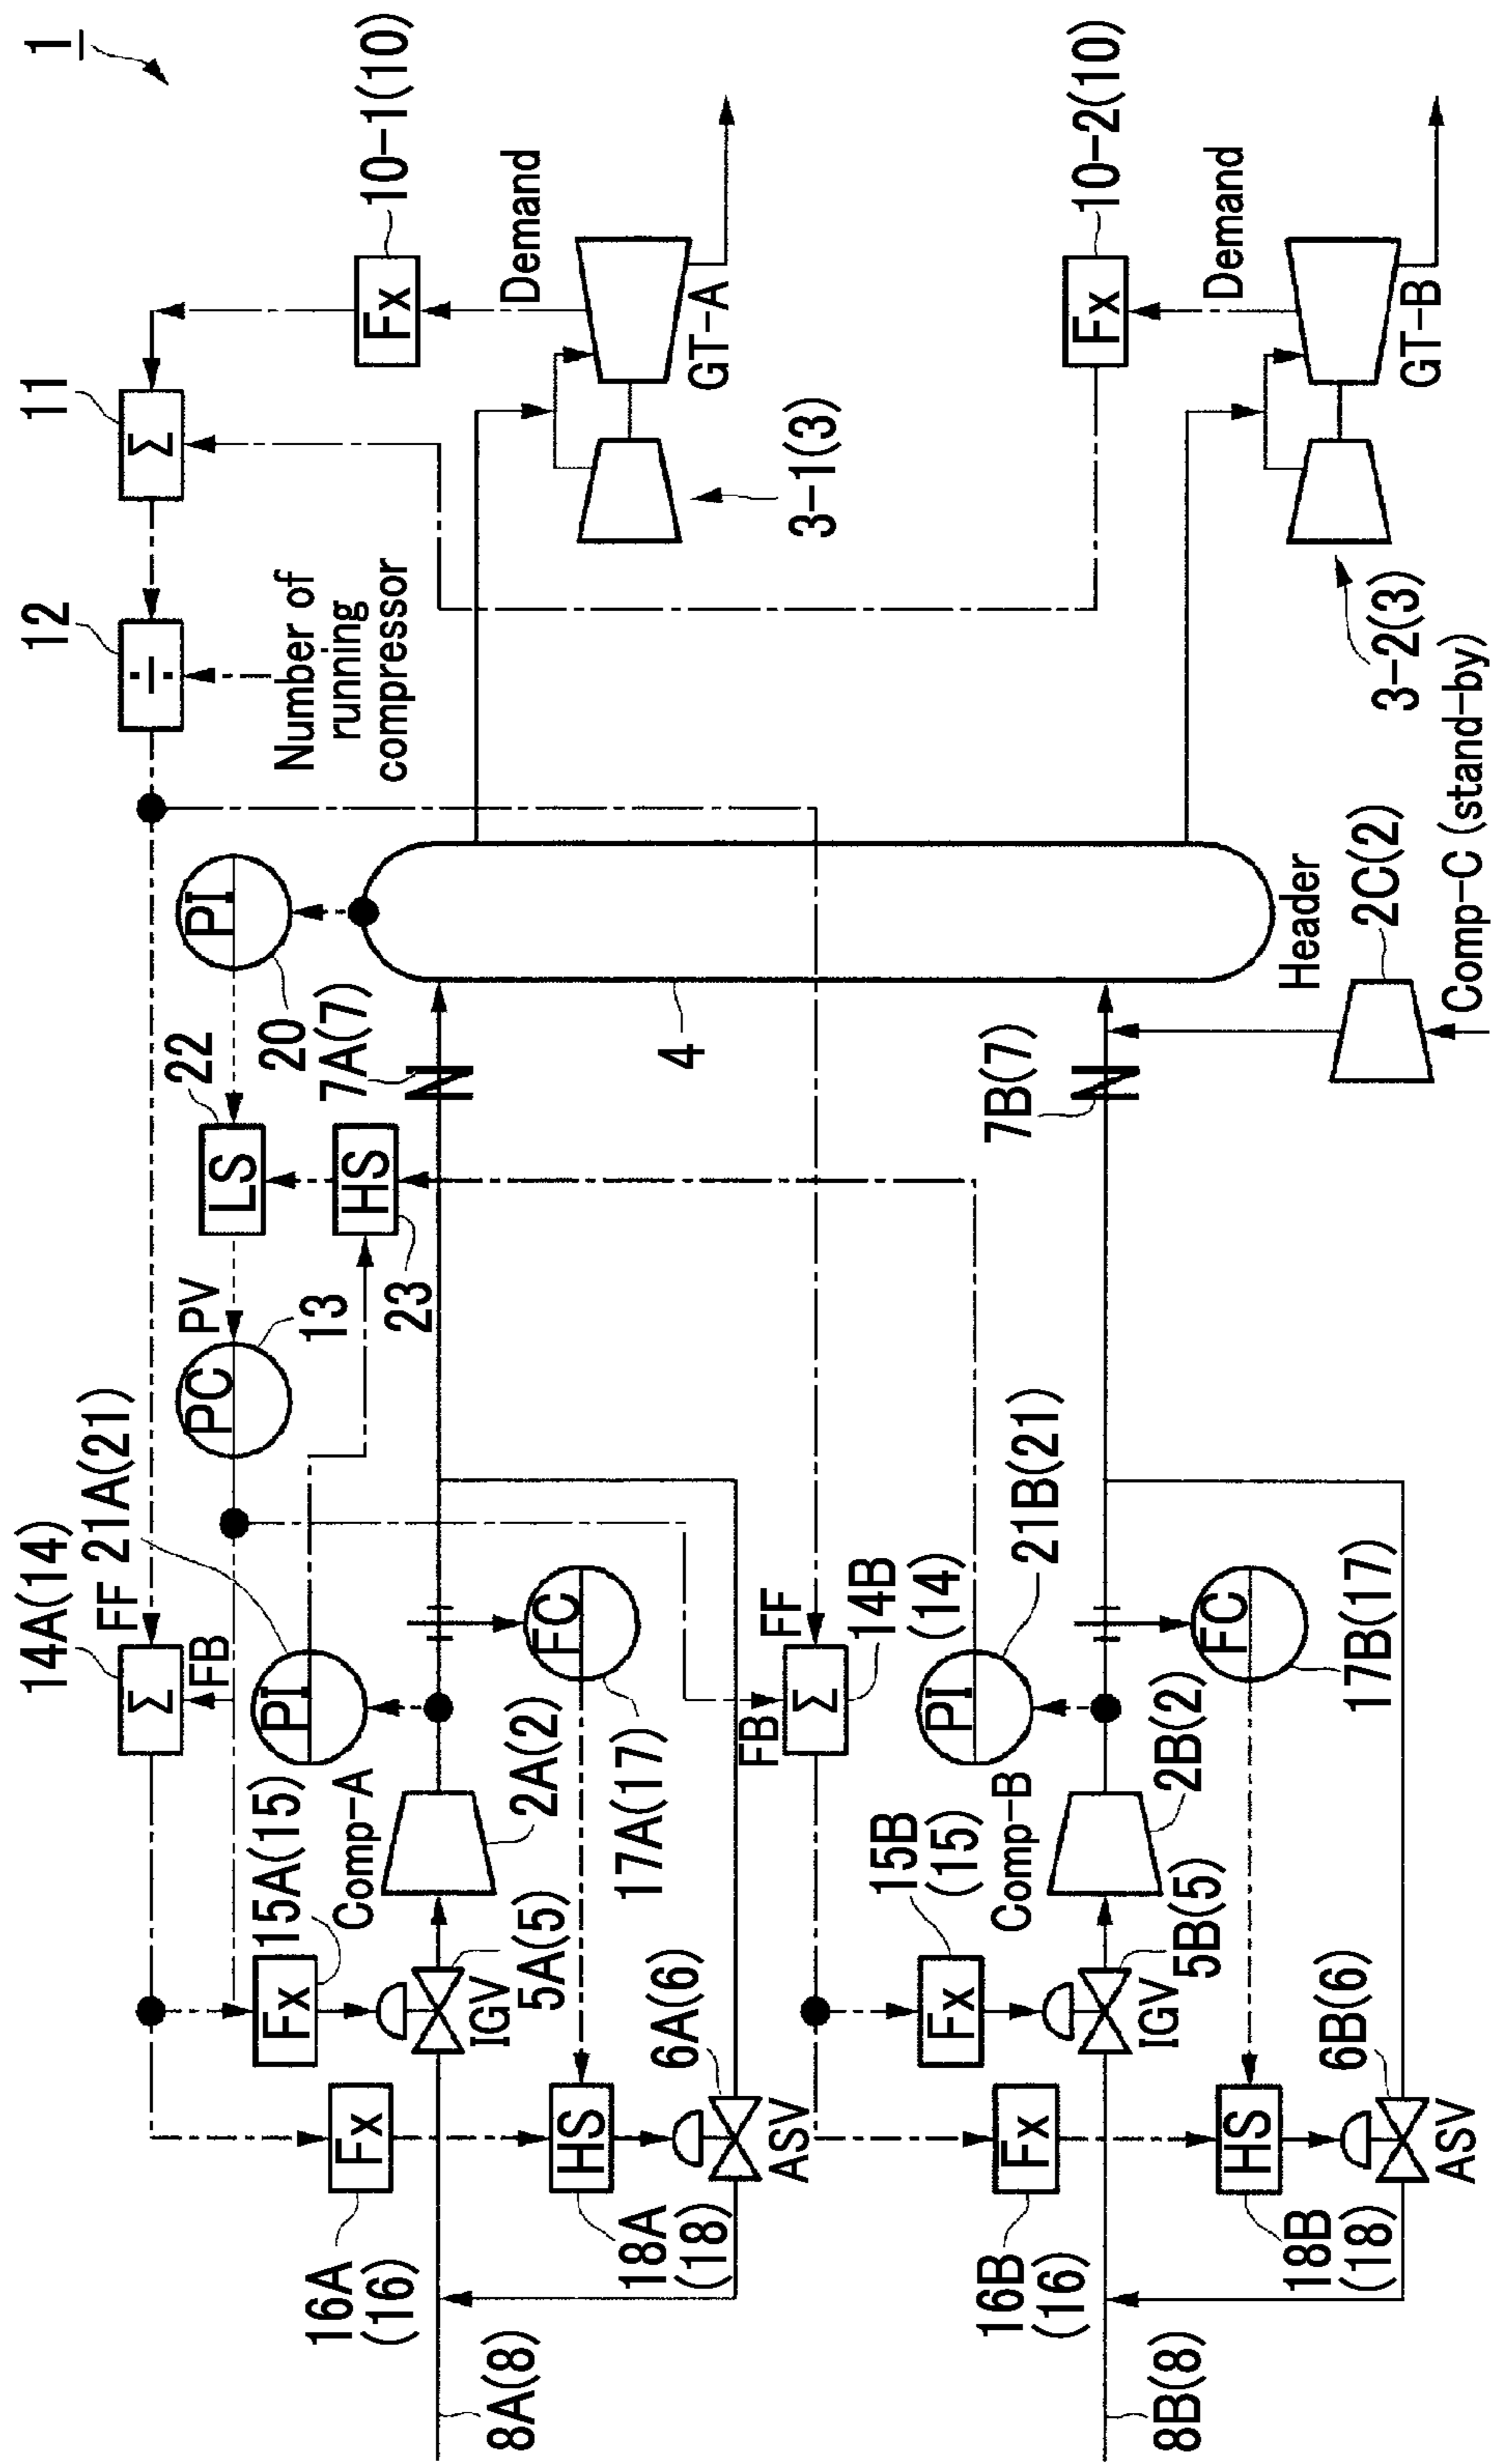 1
14A(14)
FF
21A(21)
Σ
FB
PC
PV
13
22
LS
20
PI
12
÷
Number of
running
compressor
11
Σ
10-1(10)
Fx
Demand
GT-A
3-1(3)
16A
(16)
Fx
15A(15)
Fx
PI
Comp-A
HS
23
7A(7)
N
8A(8)
IGV
5A(5)
2A(2)
FC
17A(17)
HS
18A
(18)
6A(6)
ASV
4
Header
FB
FF
Σ
14B
(14)
16B
(16)
Fx
15B
(15)
Fx
PI
21B(21)
Comp-B
7B(7)
N
8B(8)
IGV
5B(5)
2B(2)
FC
17B(17)
HS
18B
(18)
6B(6)
ASV
2C(2)
Comp-C (stand-by)
10-2(10)
Fx
Demand
GT-B
3-2(3)